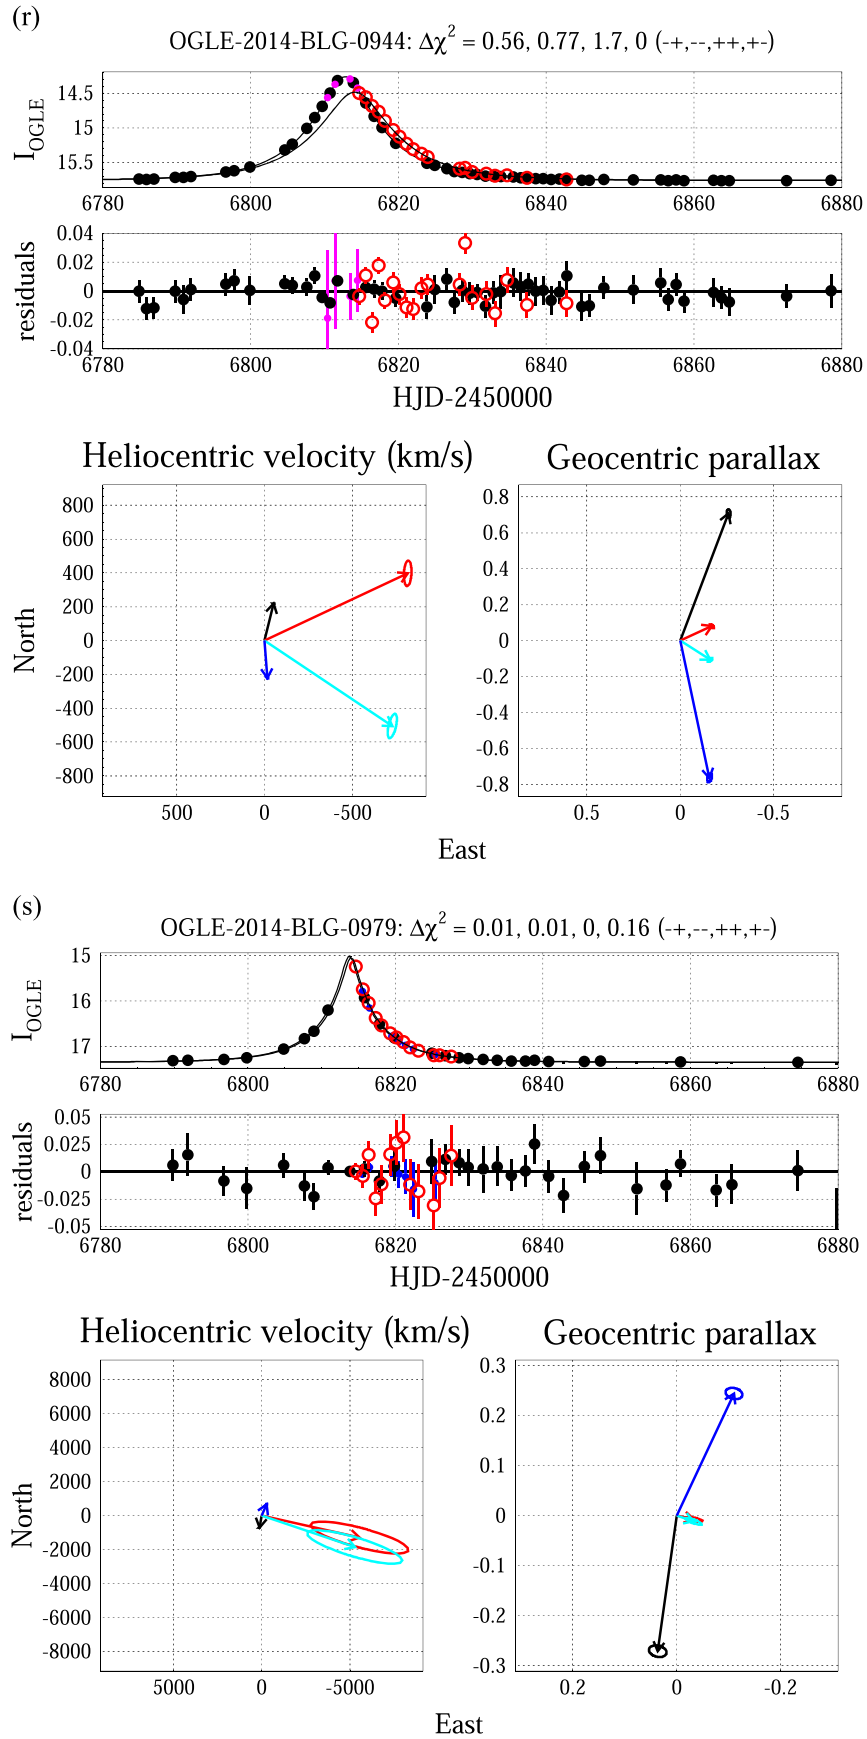 (r)
OGLE-2014-BLG-0944: Δχ² = 0.56, 0.77, 1.7, 0 (-+,--,++,+-)
I_OGLE
14.5
15
15.5
6780 6800 6820 6840 6860 6880
residuals
0.04
0.02
0
-0.02
-0.04
6780 6800 6820 6840 6860 6880
HJD-2450000
Heliocentric velocity (km/s) Geocentric parallax
North
800
600
400
200
0
-200
-400
-600
-800
500 0 -500
0.8
0.6
0.4
0.2
0
-0.2
-0.4
-0.6
-0.8
0.5 0 -0.5
East
(s)
OGLE-2014-BLG-0979: Δχ² = 0.01, 0.01, 0, 0.16 (-+,--,++,+-)
I_OGLE
15
16
17
6780 6800 6820 6840 6860 6880
residuals
0.05
0.025
0
-0.025
-0.05
6780 6800 6820 6840 6860 6880
HJD-2450000
Heliocentric velocity (km/s) Geocentric parallax
North
8000
6000
4000
2000
0
-2000
-4000
-6000
-8000
5000 0 -5000
0.3
0.2
0.1
0
-0.1
-0.2
-0.3
0.2 0 -0.2
East